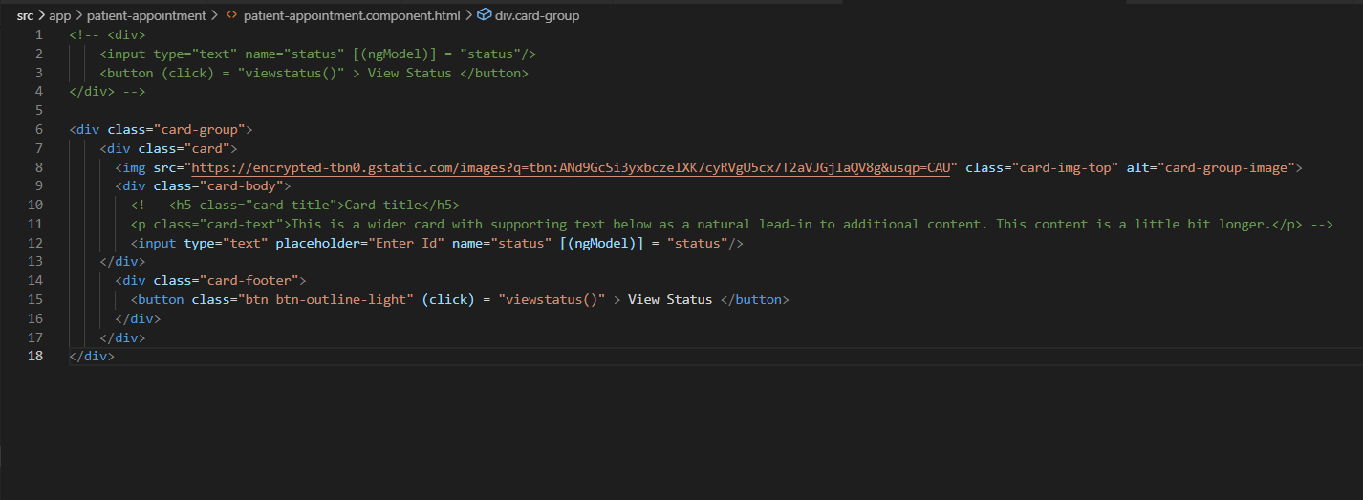 src > app > patient-appointment > <> patient-appointment.component.html > div.card-group
1 <!-- <div>
2 <input type="text" name="status" [(ngModel)] = "status"/>
3 <button (click) = "viewstatus()" > View Status </button>
4 </div> -->
5
6 <div class="card-group">
7 <div class="card">
8 <img src="https://encrypted-tbn0.gstatic.com/images?q=tbn: class="card-img-top" alt="card-group-image">
9 <div class="card-body">
10 <! <h5 class="card title">Card title</h5>
11 <p class="card-text">This is a wider card with supporting text below as a natural lead-in to additional content. This content is a little bit longer.</p> -->
12 <input type="text" placeholder="Enter Id" name="status" [(ngModel)] = "status"/>
13 </div>
14 <div class="card-footer">
15 <button class="btn btn-outline-light" (click) = "viewstatus()" > View Status </button>
16 </div>
17 </div>
18 </div>